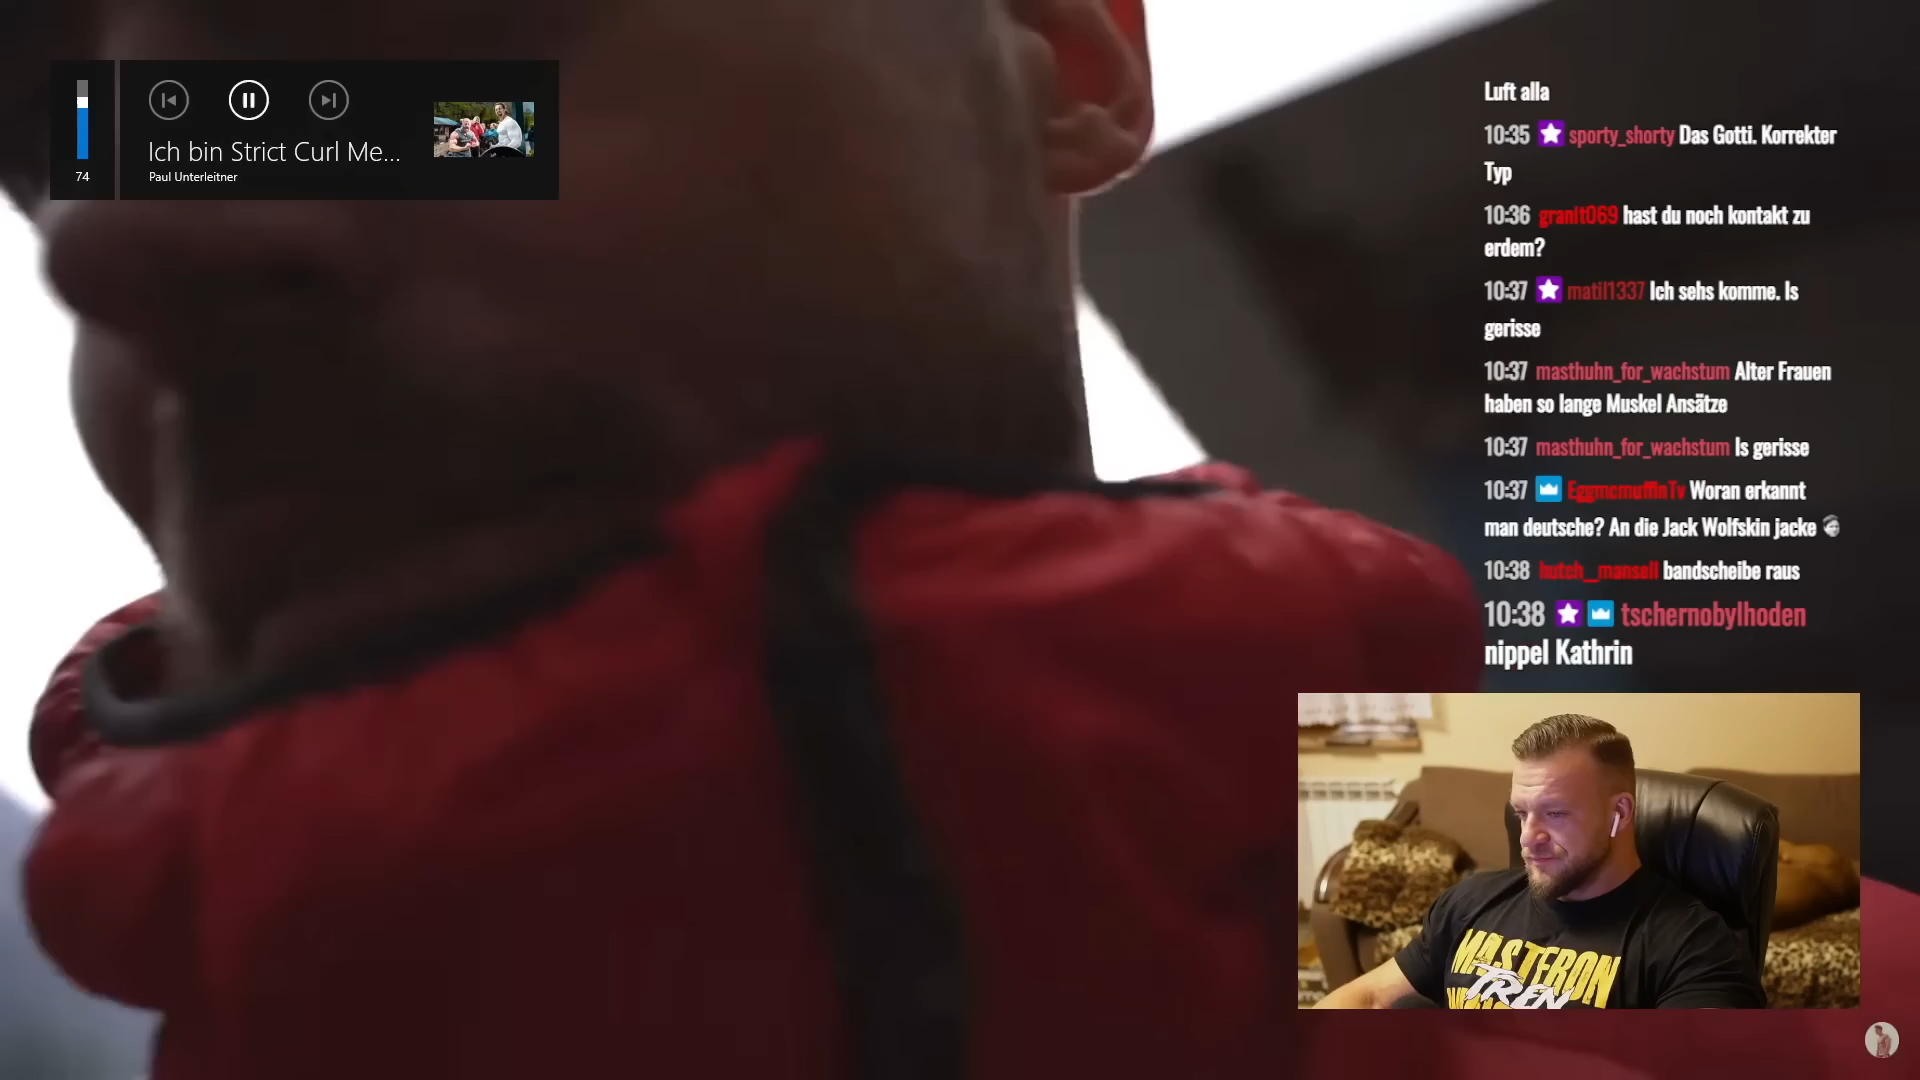 74
Ich bin Strict Curl Me...
Paul Unterleitner
Luft alla
10:35 sporty_shorty Das Gotti. Korrekter
Typ
10:36 granit069 hast du noch kontakt zu
erdem?
10:37 matil1337 Ich sehs komme. Is
gerisse
10:37 masthuhn_for_wachstum Alter Frauen
haben so lange Muskel Ansätze
10:37 masthuhn_for_wachstum Is gerisse
10:37 EggmcmuffinTv Woran erkannt
man deutsche? An die Jack Wolfskin jacke
10:38 hutch__mansell bandscheibe raus
10:38 tschernobylhoden
nippel Kathrin
MASTERON
TREN